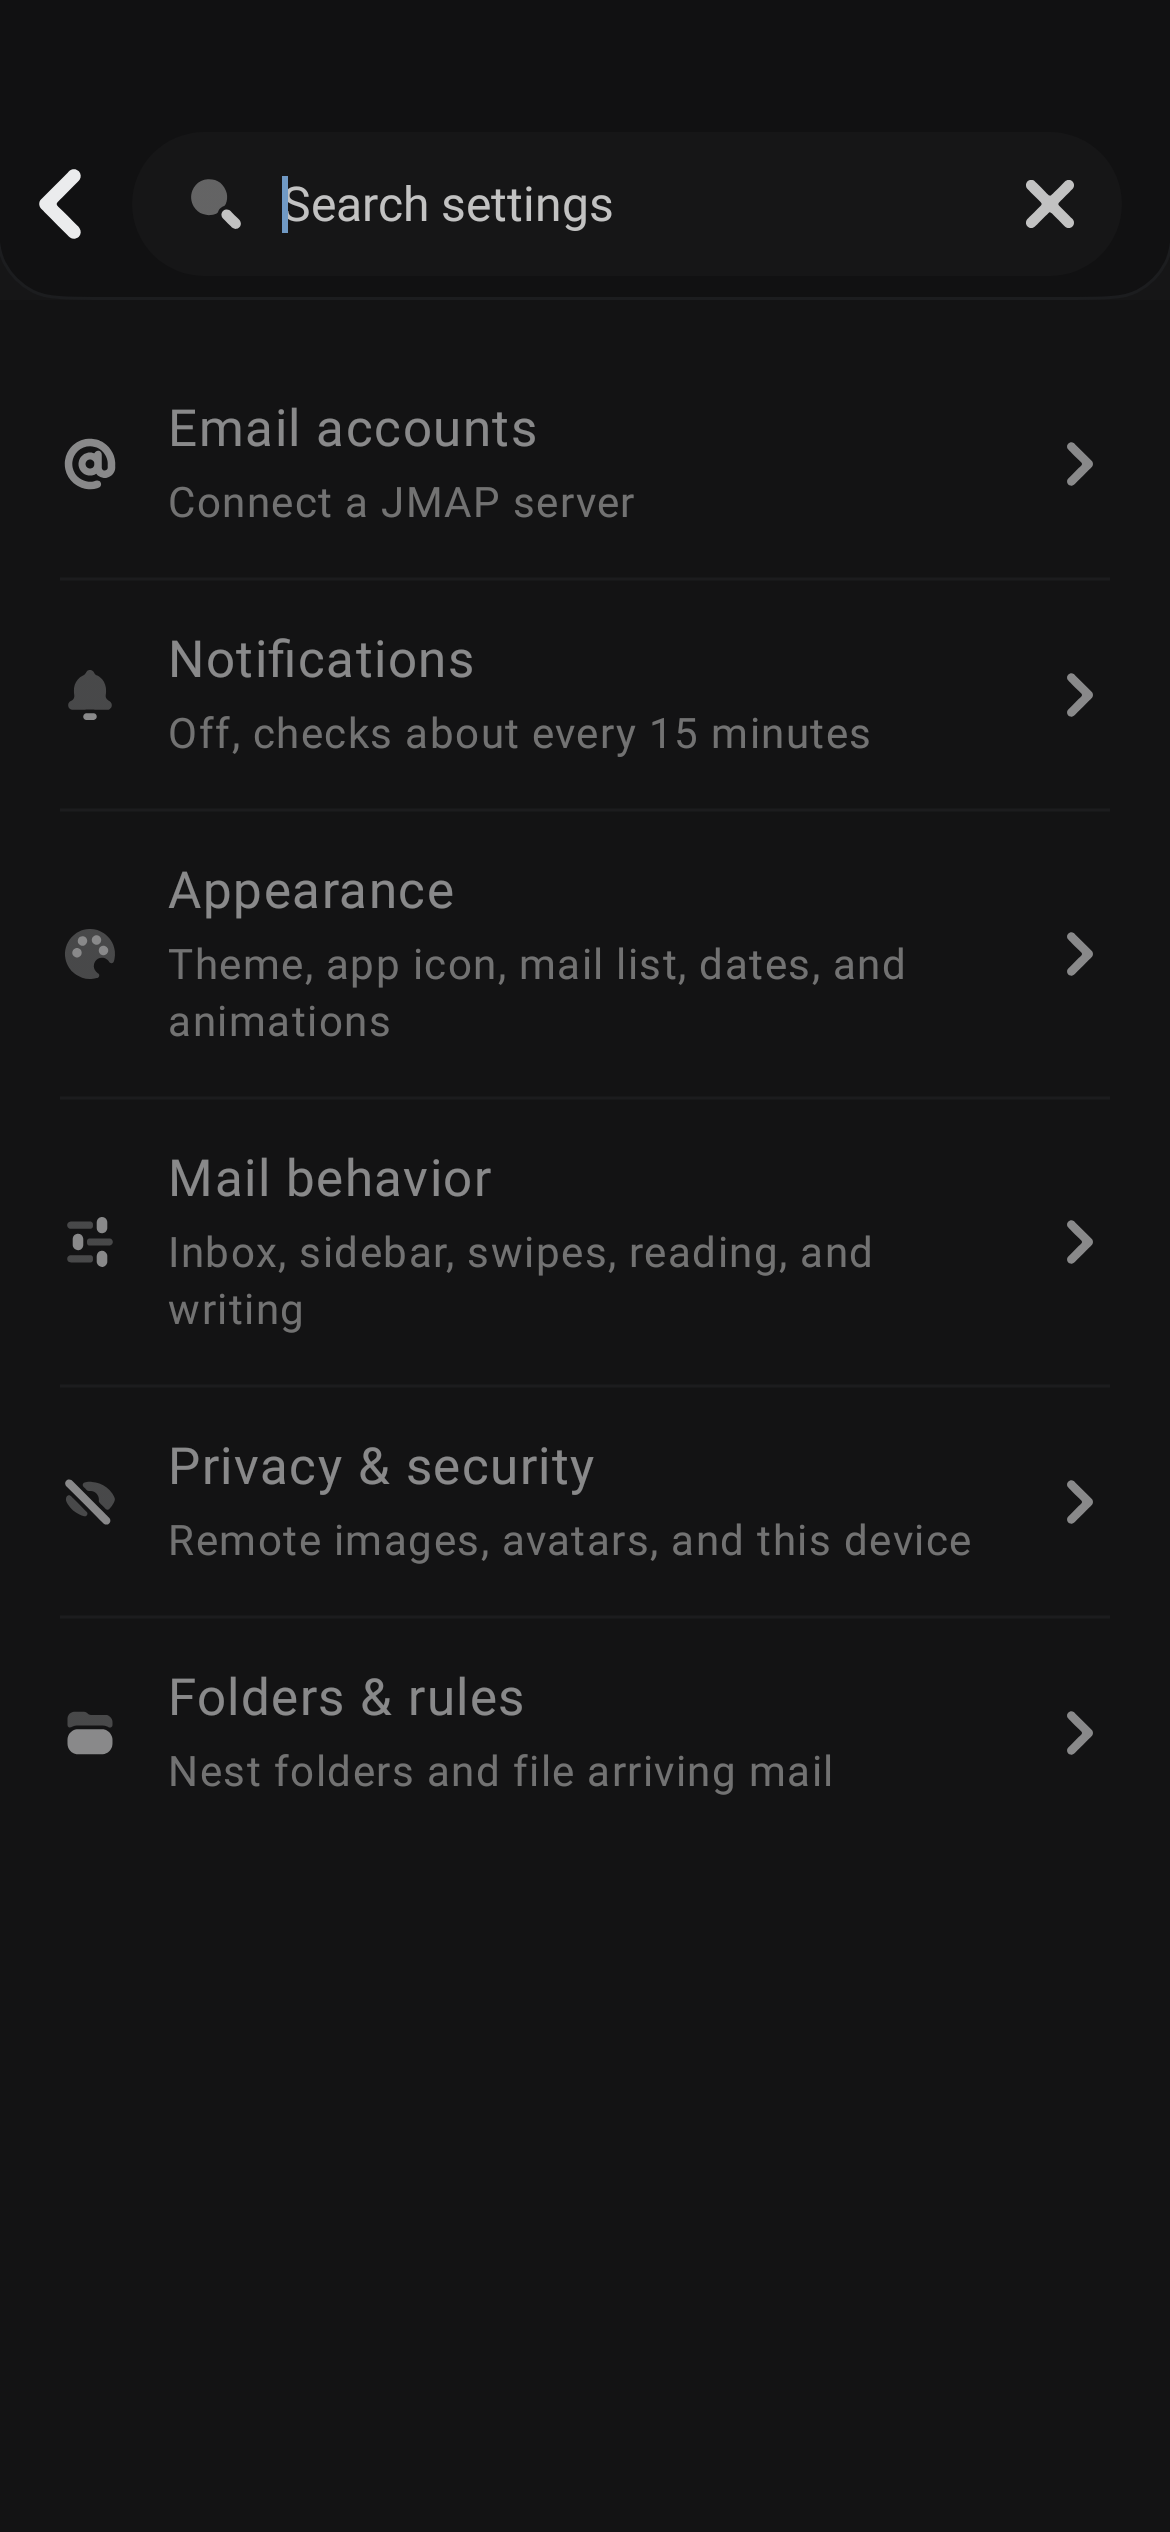 Search settings
Email accounts
Connect a JMAP server
Notifications
Off, checks about every 15 minutes
Appearance
Theme, app icon, mail list, dates, and
animations
Mail behavior
Inbox, sidebar, swipes, reading, and
writing
Privacy & security
Remote images, avatars, and this device
Folders & rules
Nest folders and file arriving mail